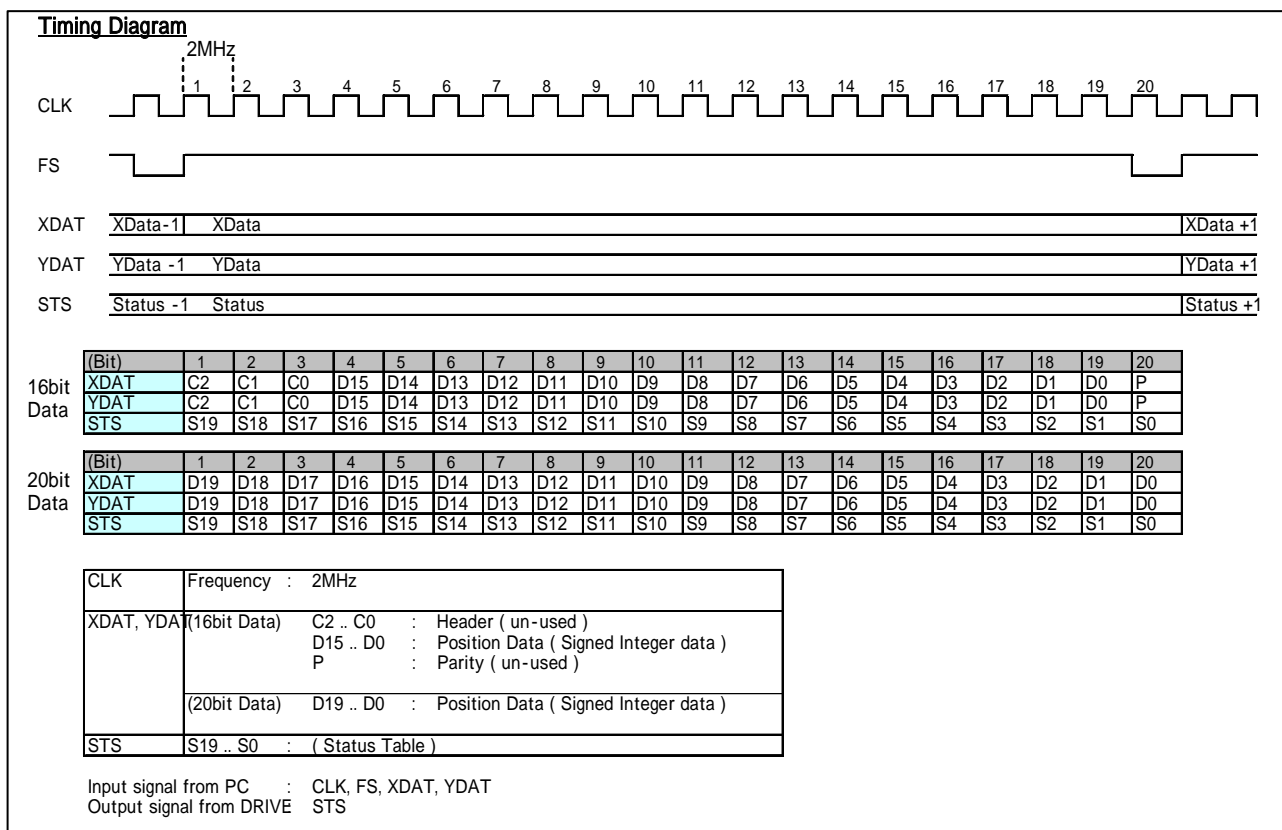 Timing Diagram
2MHz
1 2 3 4 5 6 7 8 9 10 11 12 13 14 15 16 17 18 19 20
CLK
FS
XDAT XData-1 XData XData +1
YDAT YData -1 YData YData +1
STS Status -1 Status Status +1
16bit Data
(Bit) 1 2 3 4 5 6 7 8 9 10 11 12 13 14 15 16 17 18 19 20
XDAT C2 C1 C0 D15 D14 D13 D12 D11 D10 D9 D8 D7 D6 D5 D4 D3 D2 D1 D0 P
YDAT C2 C1 C0 D15 D14 D13 D12 D11 D10 D9 D8 D7 D6 D5 D4 D3 D2 D1 D0 P
STS S19 S18 S17 S16 S15 S14 S13 S12 S11 S10 S9 S8 S7 S6 S5 S4 S3 S2 S1 S0
20bit Data
(Bit) 1 2 3 4 5 6 7 8 9 10 11 12 13 14 15 16 17 18 19 20
XDAT D19 D18 D17 D16 D15 D14 D13 D12 D11 D10 D9 D8 D7 D6 D5 D4 D3 D2 D1 D0
YDAT D19 D18 D17 D16 D15 D14 D13 D12 D11 D10 D9 D8 D7 D6 D5 D4 D3 D2 D1 D0
STS S19 S18 S17 S16 S15 S14 S13 S12 S11 S10 S9 S8 S7 S6 S5 S4 S3 S2 S1 S0
CLK Frequency : 2MHz
XDAT, YDAT (16bit Data) C2 .. C0 : Header ( un-used )
D15 .. D0 : Position Data ( Signed Integer data )
P : Parity ( un-used )
(20bit Data) D19 .. D0 : Position Data ( Signed Integer data )
STS S19 .. S0 : ( Status Table )
Input signal from PC : CLK, FS, XDAT, YDAT
Output signal from DRIVE STS